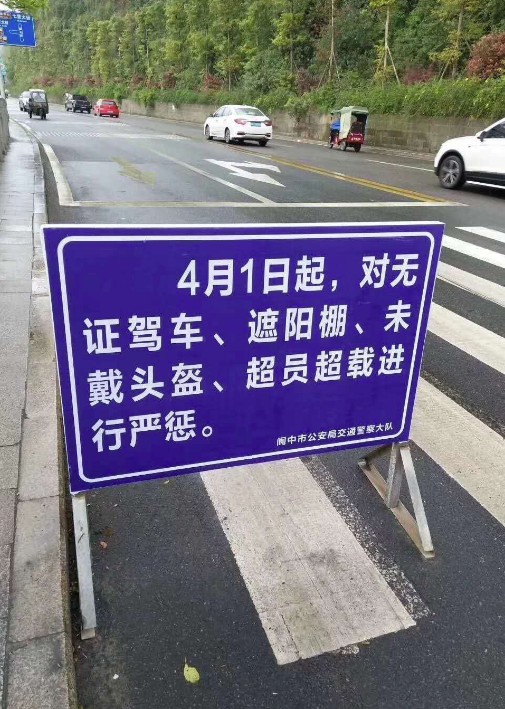 4月1日起，对无
证驾车、遮阳棚、未
戴头盔、超员超载进
行严惩。
阆中市公安局交通警察大队